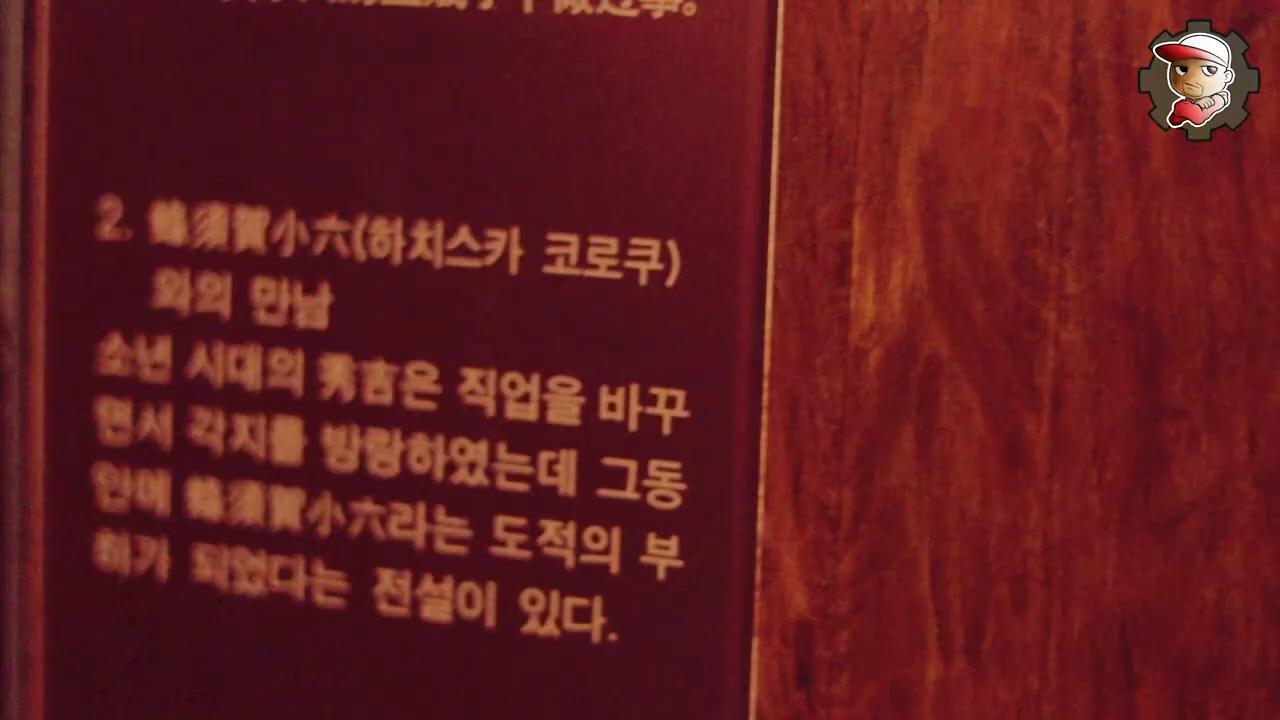 2. 蜂須賀小六(하치스카 코로쿠)
와의 만남
소년 시대의 秀吉은 직업을 바꾸
면서 각지를 방랑하였는데 그동
안에 蜂須賀小六라는 도적의 부
하가 되었다는 전설이 있다.